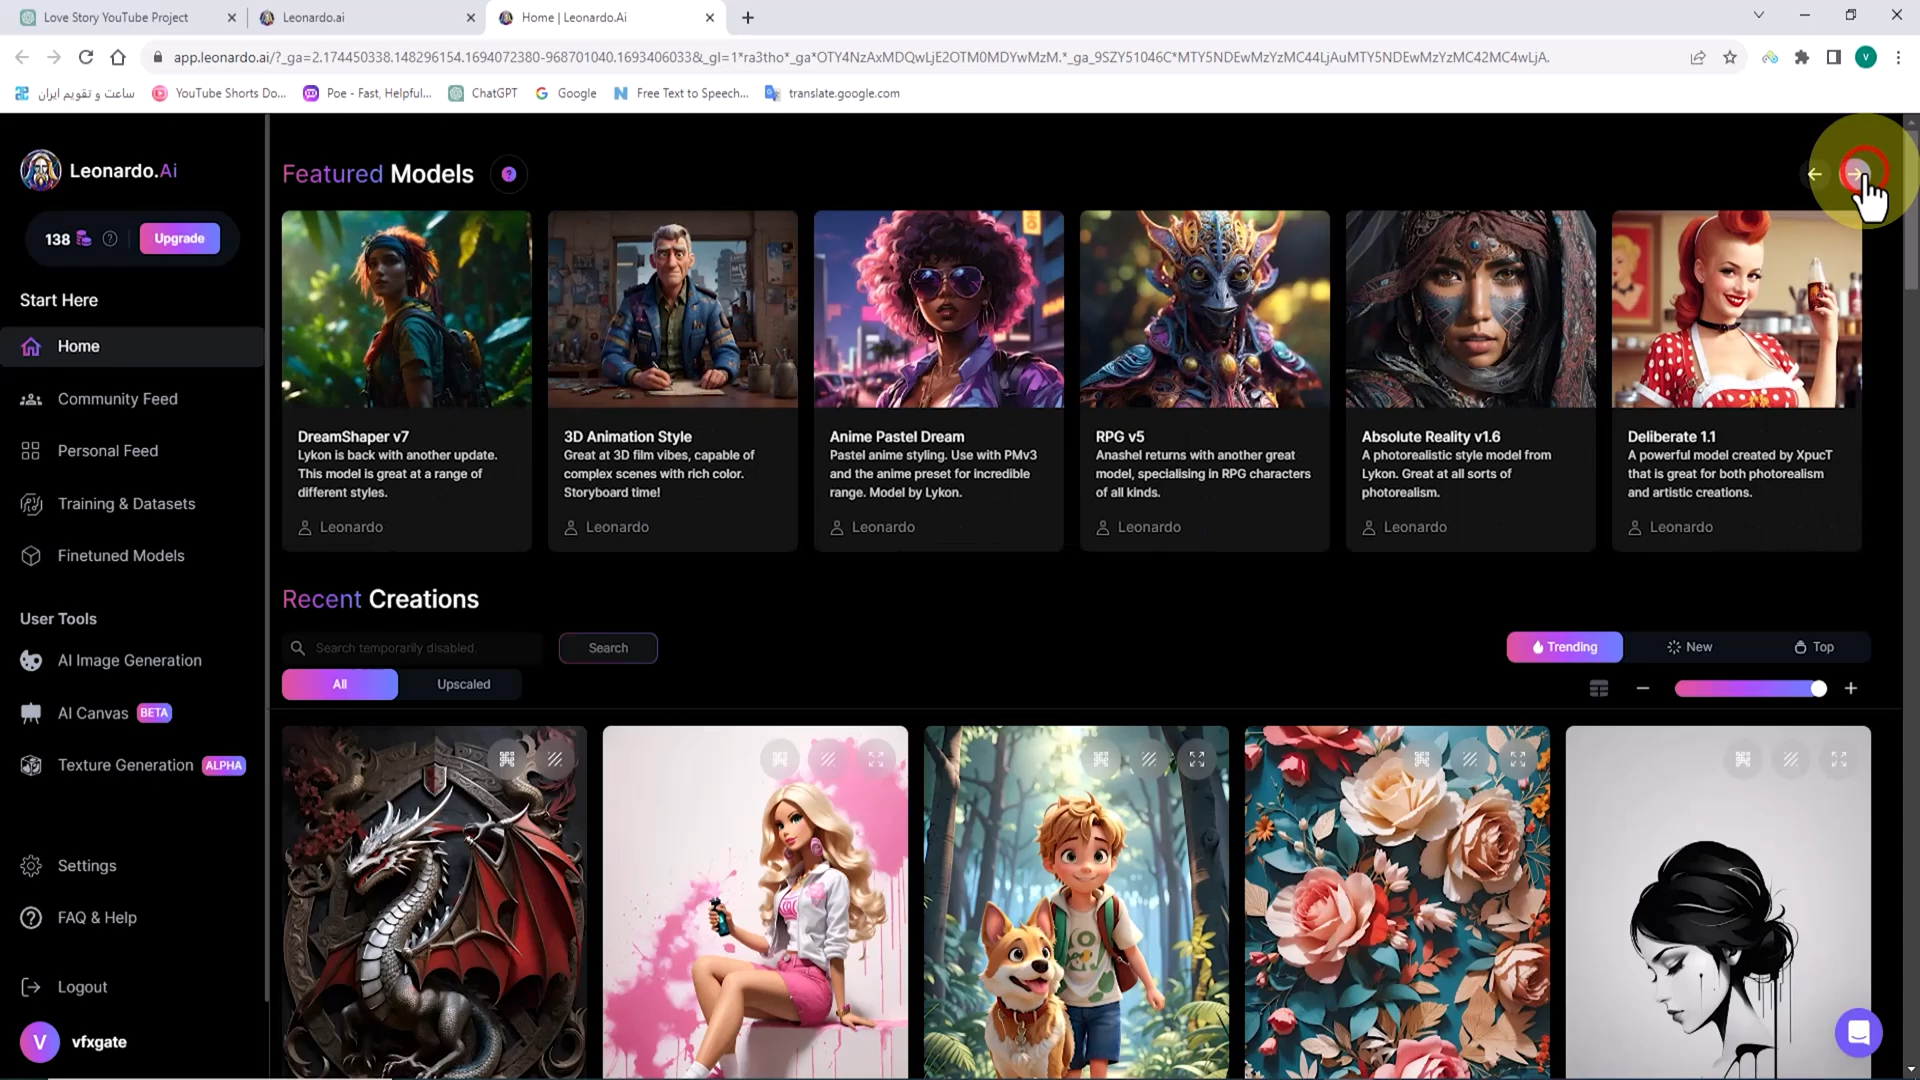 Love Story YouTube Project
Leonardo.ai
Home | Leonardo.Ai
app.leonardo.ai/?_ga=2.174450338.148296154.1694072380-968701040.1693406033&_gl=1*ra3tho*_ga*OTY4NzAxMDQwLjE2OTM0MDYwMzM.*_ga_9SZY51046C*MTY5NDEwMzYzMC44LjAuMTY5NDEwMzYzMC42MC4wLjA.
V
ساعت و تقویم ایران
YouTube Shorts Do...
Poe - Fast, Helpful...
ChatGPT
Google
Free Text to Speech...
translate.google.com
Leonardo.Ai
138
Upgrade
Start Here
Home
Community Feed
Personal Feed
Training & Datasets
Finetuned Models
User Tools
AI Image Generation
AI Canvas BETA
Texture Generation ALPHA
Settings
FAQ & Help
Logout
V
vfxgate
Featured Models
DreamShaper v7
Lykon is back with another update.
This model is great at a range of
different styles.
Leonardo
3D Animation Style
Great at 3D film vibes, capable of
complex scenes with rich color.
Storyboard time!
Leonardo
Anime Pastel Dream
Pastel anime styling. Use with PMv3
and the anime preset for incredible
range. Model by Lykon.
Leonardo
RPG v5
Anashel returns with another great
model, specialising in RPG characters
of all kinds.
Leonardo
Absolute Reality v1.6
A photorealistic style model from
Lykon. Great at all sorts of
photorealism.
Leonardo
Deliberate 1.1
A powerful model created by XpucT
that is great for both photorealism
and artistic creations.
Leonardo
Recent Creations
Search temporarily disabled.
Search
Trending
New
Top
All
Upscaled